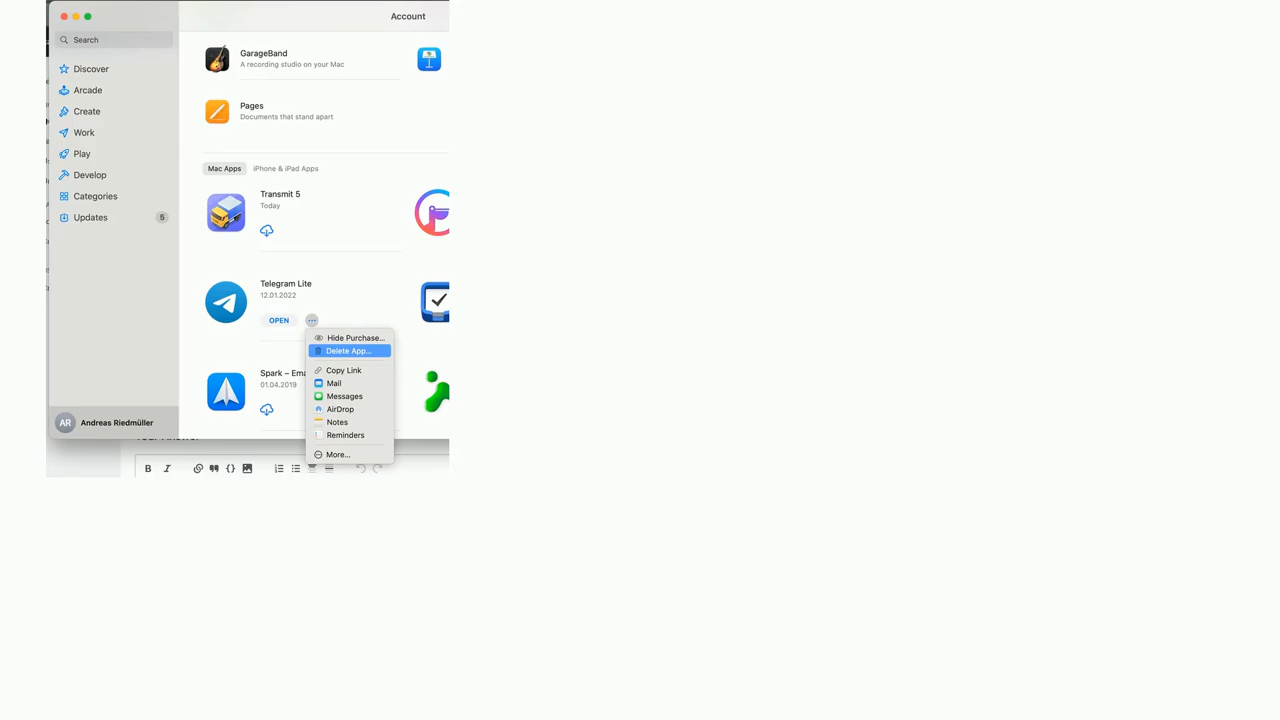 Account
Search
Discover
Arcade
Create
Work
Play
Develop
Categories
Updates 5
AR Andreas Riedmüller
GarageBand
A recording studio on your Mac
Pages
Documents that stand apart
Mac Apps iPhone & iPad Apps
Transmit 5
Today
Telegram Lite
12.01.2022
OPEN
Spark – Ema
01.04.2019
Hide Purchase...
Delete App...
Copy Link
Mail
Messages
AirDrop
Notes
Reminders
More...
B I